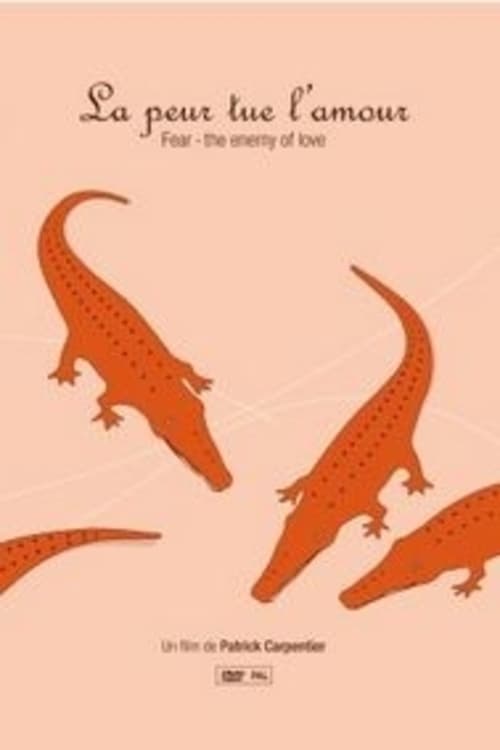 La peur tue l'amour
Fear - the enemy of love
Un film de Patrick Carpentier
DVD PAL